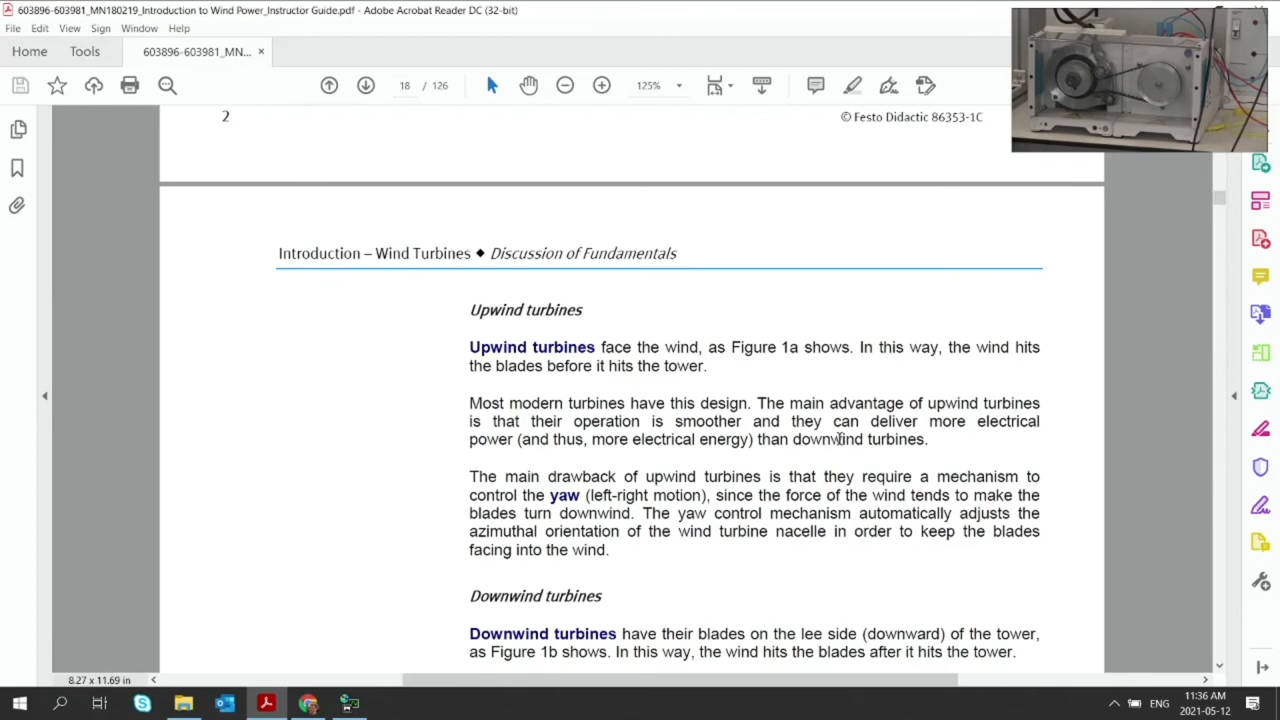 603896-603981_MN180219_Introduction to Wind Power_Instructor Guide.pdf - Adobe Acrobat Reader DC (32-bit)
File Edit View Sign Window Help
Home Tools 603896-603981_MN... ×
18 / 126 125%
2
© Festo Didactic 86353-1C
Introduction – Wind Turbines ◆ Discussion of Fundamentals
Upwind turbines
Upwind turbines face the wind, as Figure 1a shows. In this way, the wind hits
the blades before it hits the tower.
Most modern turbines have this design. The main advantage of upwind turbines
is that their operation is smoother and they can deliver more electrical
power (and thus, more electrical energy) than downwind turbines.
The main drawback of upwind turbines is that they require a mechanism to
control the yaw (left-right motion), since the force of the wind tends to make the
blades turn downwind. The yaw control mechanism automatically adjusts the
azimuthal orientation of the wind turbine nacelle in order to keep the blades
facing into the wind.
Downwind turbines
Downwind turbines have their blades on the lee side (downward) of the tower,
as Figure 1b shows. In this way, the wind hits the blades after it hits the tower.
8.27 x 11.69 in
ENG
11:36 AM
2021-05-12